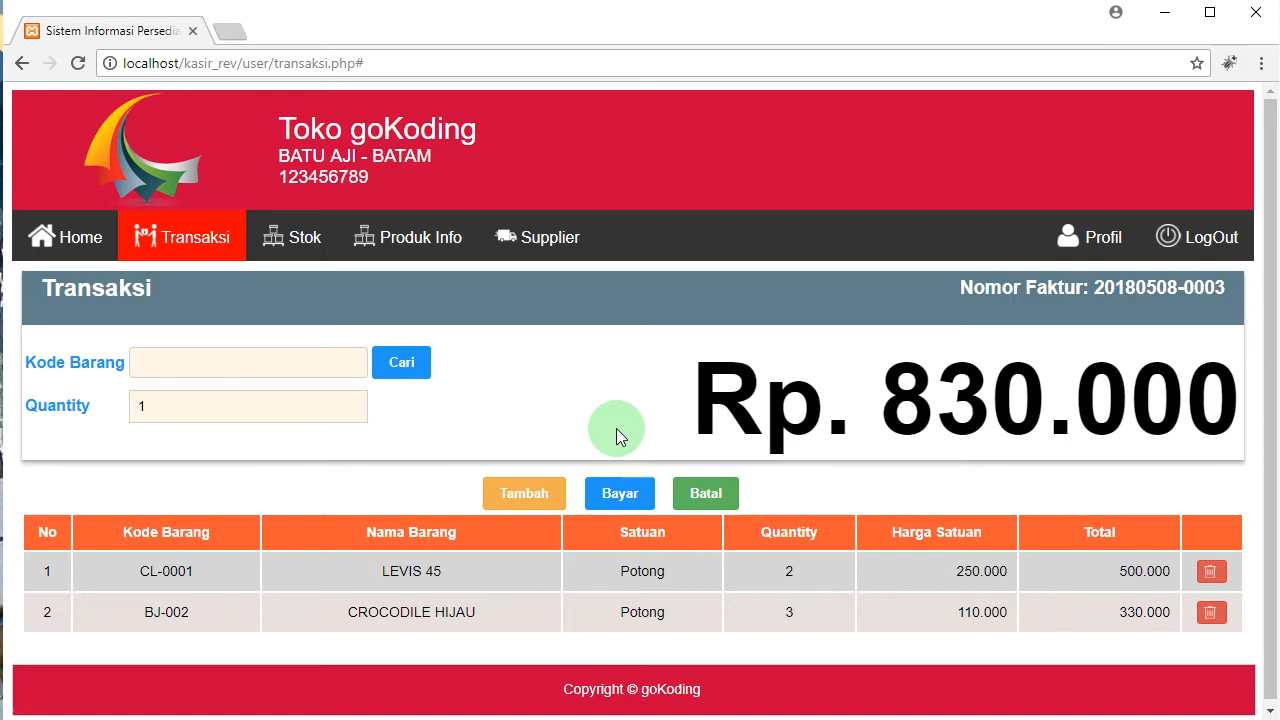 Sistem Informasi Persedia
localhost/kasir_rev/user/transaksi.php#
Toko goKoding
BATU AJI - BATAM
123456789
Home Transaksi Stok Produk Info Supplier Profil LogOut
Transaksi Nomor Faktur: 20180508-0003
Kode Barang Cari
Quantity 1
Rp. 830.000
Tambah Bayar Batal
No Kode Barang Nama Barang Satuan Quantity Harga Satuan Total
1 CL-0001 LEVIS 45 Potong 2 250.000 500.000
2 BJ-002 CROCODILE HIJAU Potong 3 110.000 330.000
Copyright © goKoding